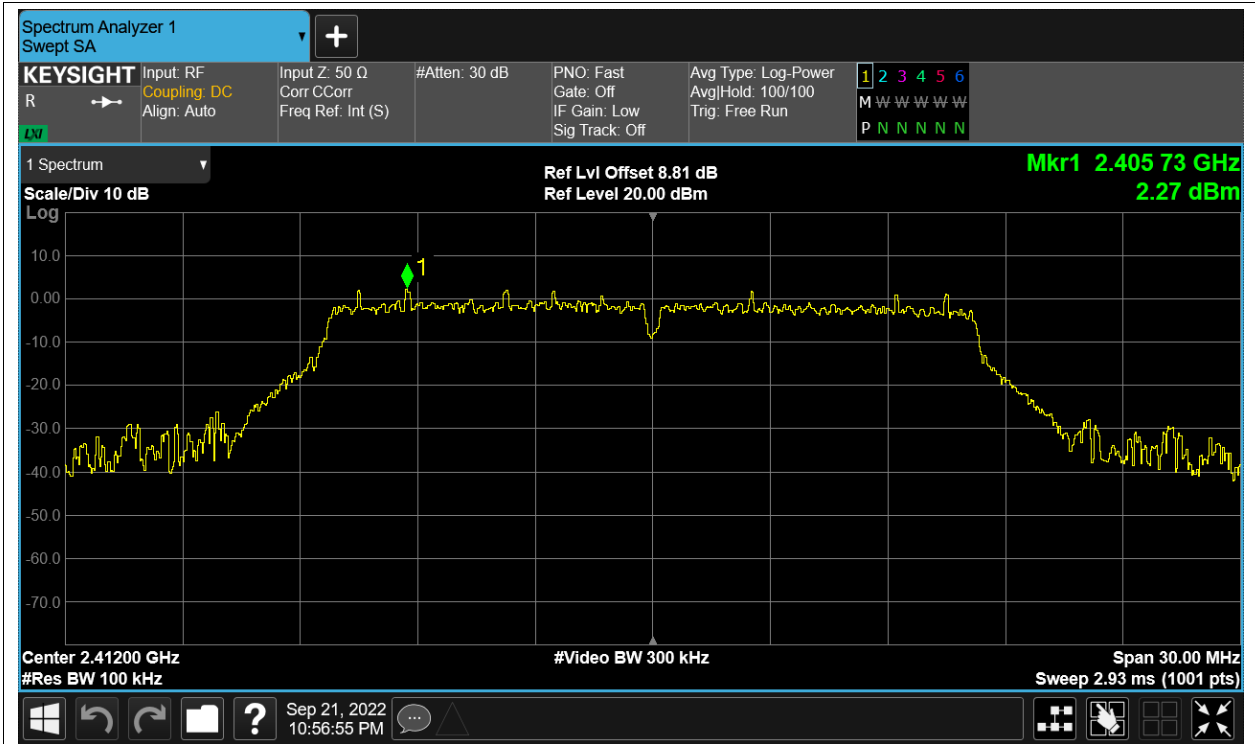 Spectrum Analyzer 1
Swept SA
+
KEYSIGHT
R
LXI
Input: RF
Coupling: DC
Align: Auto
Input Z: 50 Ω
Corr CCorr
Freq Ref: Int (S)
#Atten: 30 dB
PNO: Fast
Gate: Off
IF Gain: Low
Sig Track: Off
Avg Type: Log-Power
Avg|Hold: 100/100
Trig: Free Run
1 2 3 4 5 6
M W W W W W
P N N N N N
1 Spectrum
Scale/Div 10 dB
Ref Lvl Offset 8.81 dB
Ref Level 20.00 dBm
Mkr1 2.405 73 GHz
2.27 dBm
Log
10.0
0.00
-10.0
-20.0
-30.0
-40.0
-50.0
-60.0
-70.0
1
Center 2.41200 GHz
#Res BW 100 kHz
#Video BW 300 kHz
Span 30.00 MHz
Sweep 2.93 ms (1001 pts)
?
Sep 21, 2022
10:56:55 PM